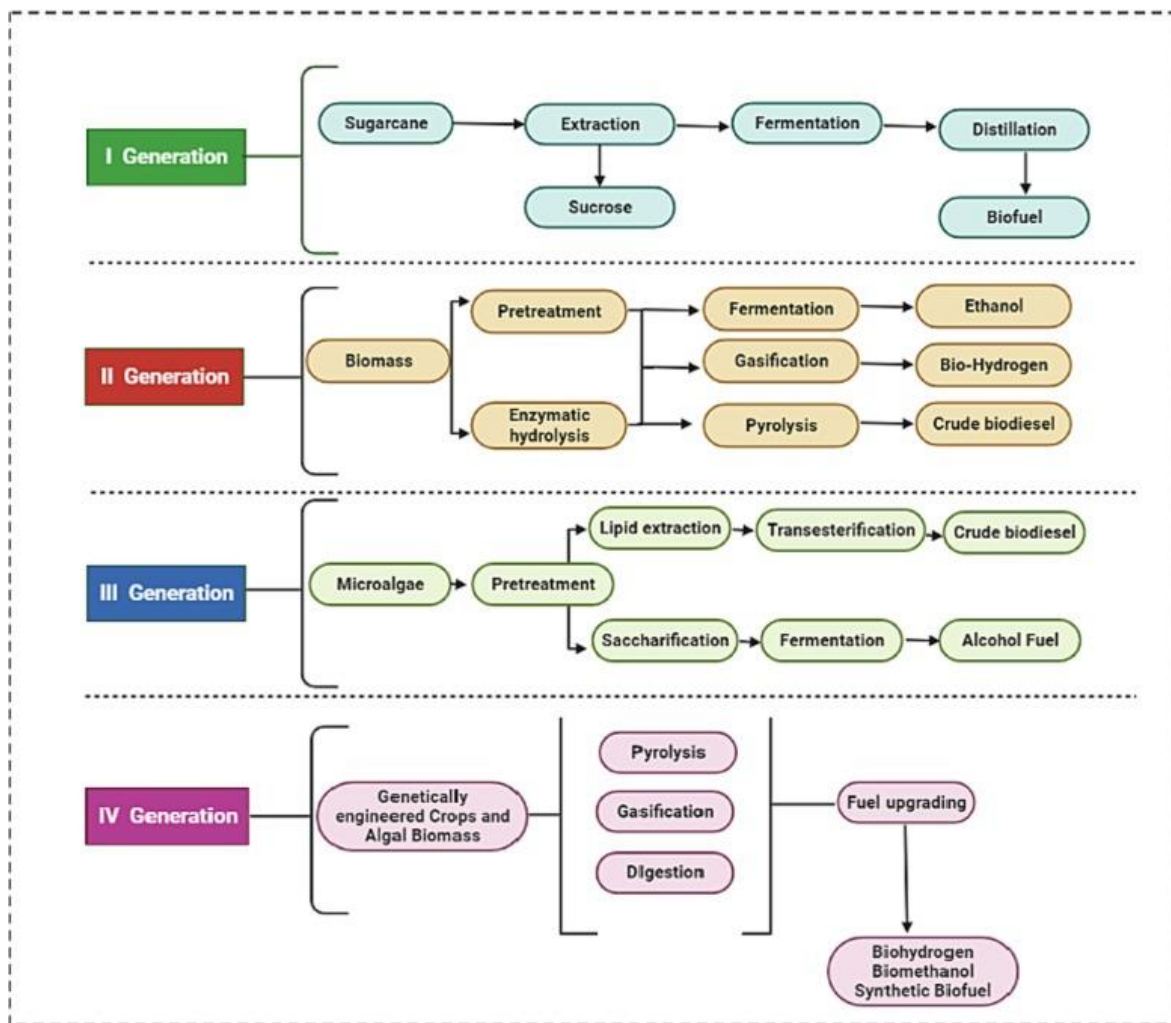 I Generation
Sugarcane
Extraction
Fermentation
Distillation
Sucrose
Biofuel
II Generation
Biomass
Pretreatment
Enzymatic
hydrolysis
Fermentation
Ethanol
Gasification
Bio-Hydrogen
Pyrolysis
Crude biodiesel
III Generation
Microalgae
Pretreatment
Lipid extraction
Transesterification
Crude biodiesel
Saccharification
Fermentation
Alcohol Fuel
IV Generation
Genetically
engineered Crops and
Algal Biomass
Pyrolysis
Gasification
DIgestion
Fuel upgrading
Biohydrogen
Biomethanol
Synthetic Biofuel